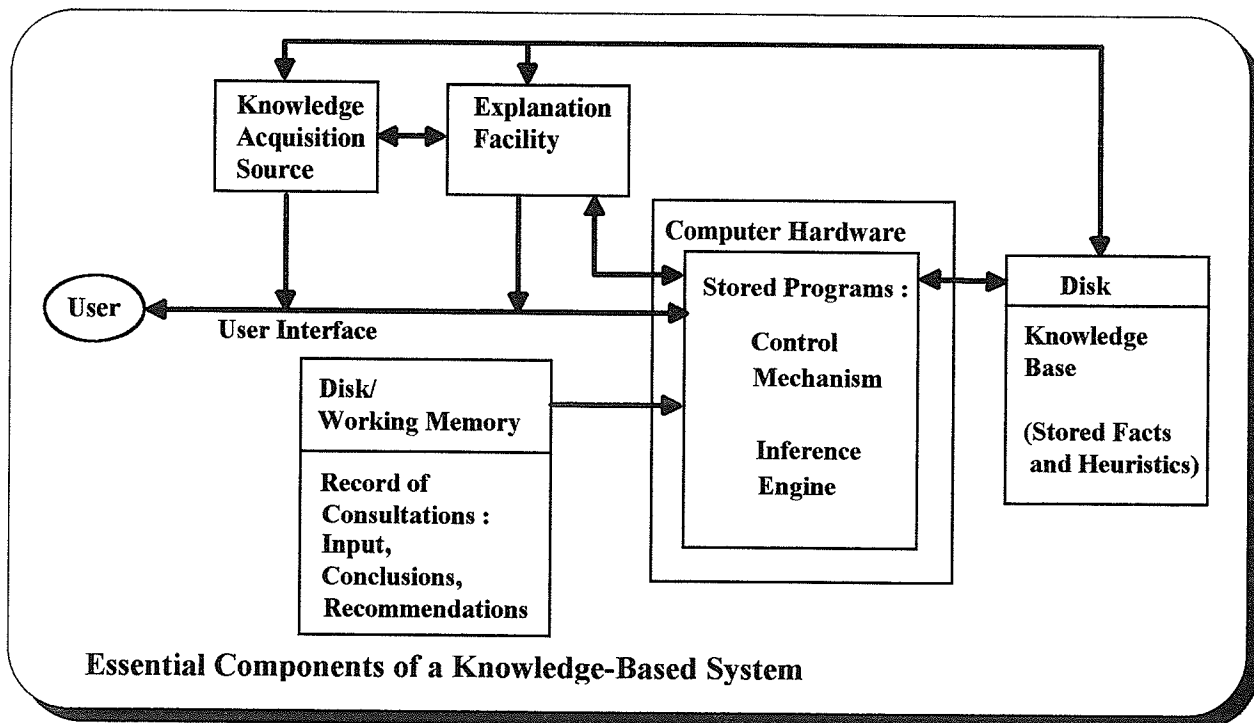 Knowledge
Acquisition
Source
Explanation
Facility
Computer Hardware
Stored Programs :
Control
Mechanism
Inference
Engine
Disk
Knowledge
Base
(Stored Facts
and Heuristics)
User
User Interface
Disk/
Working Memory
Record of
Consultations :
Input,
Conclusions,
Recommendations
Essential Components of a Knowledge-Based System